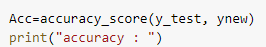 Acc=accuracy_score(y_test, ynew)
print("accuracy : ")